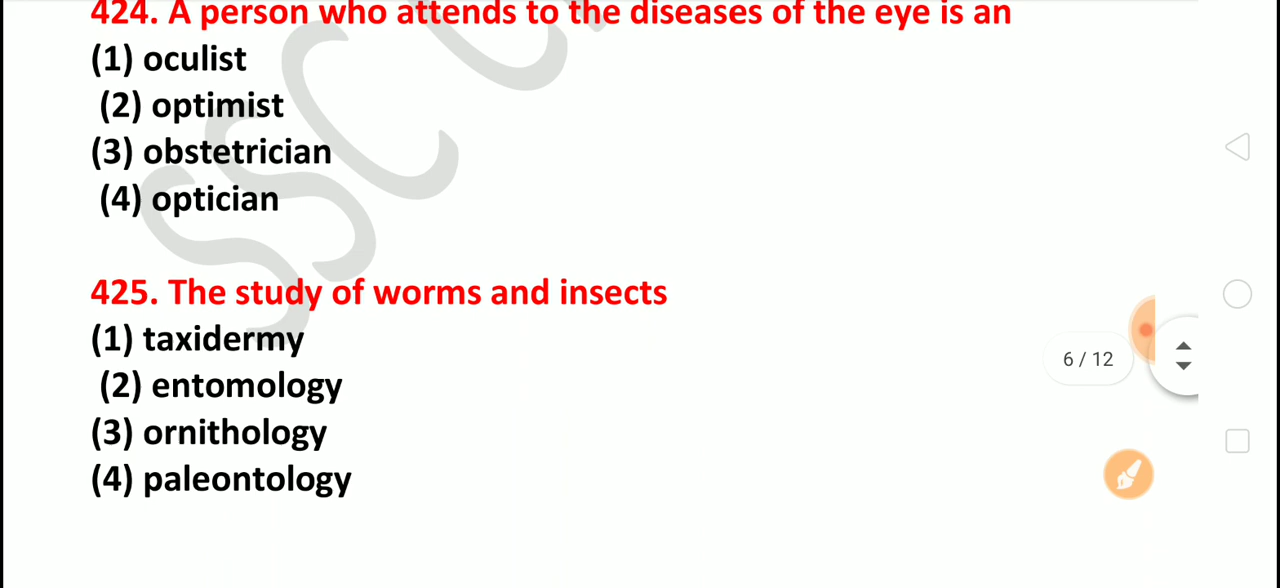 424. A person who attends to the diseases of the eye is an
(1) oculist
(2) optimist
(3) obstetrician
(4) optician
425. The study of worms and insects
(1) taxidermy
(2) entomology
(3) ornithology
(4) paleontology
6 / 12
SSC